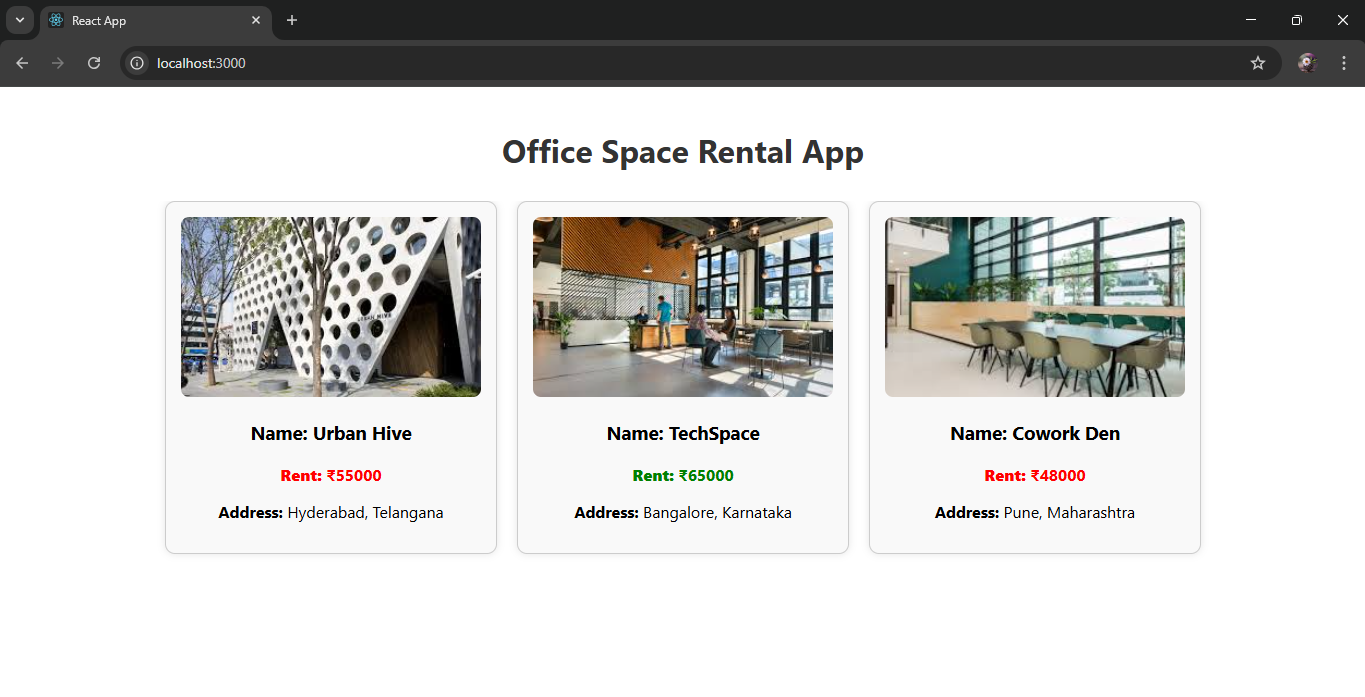 React App
localhost:3000
Office Space Rental App
URBAN HIVE
Name: Urban Hive
Rent: ₹55000
Address: Hyderabad, Telangana
Name: TechSpace
Rent: ₹65000
Address: Bangalore, Karnataka
Name: Cowork Den
Rent: ₹48000
Address: Pune, Maharashtra